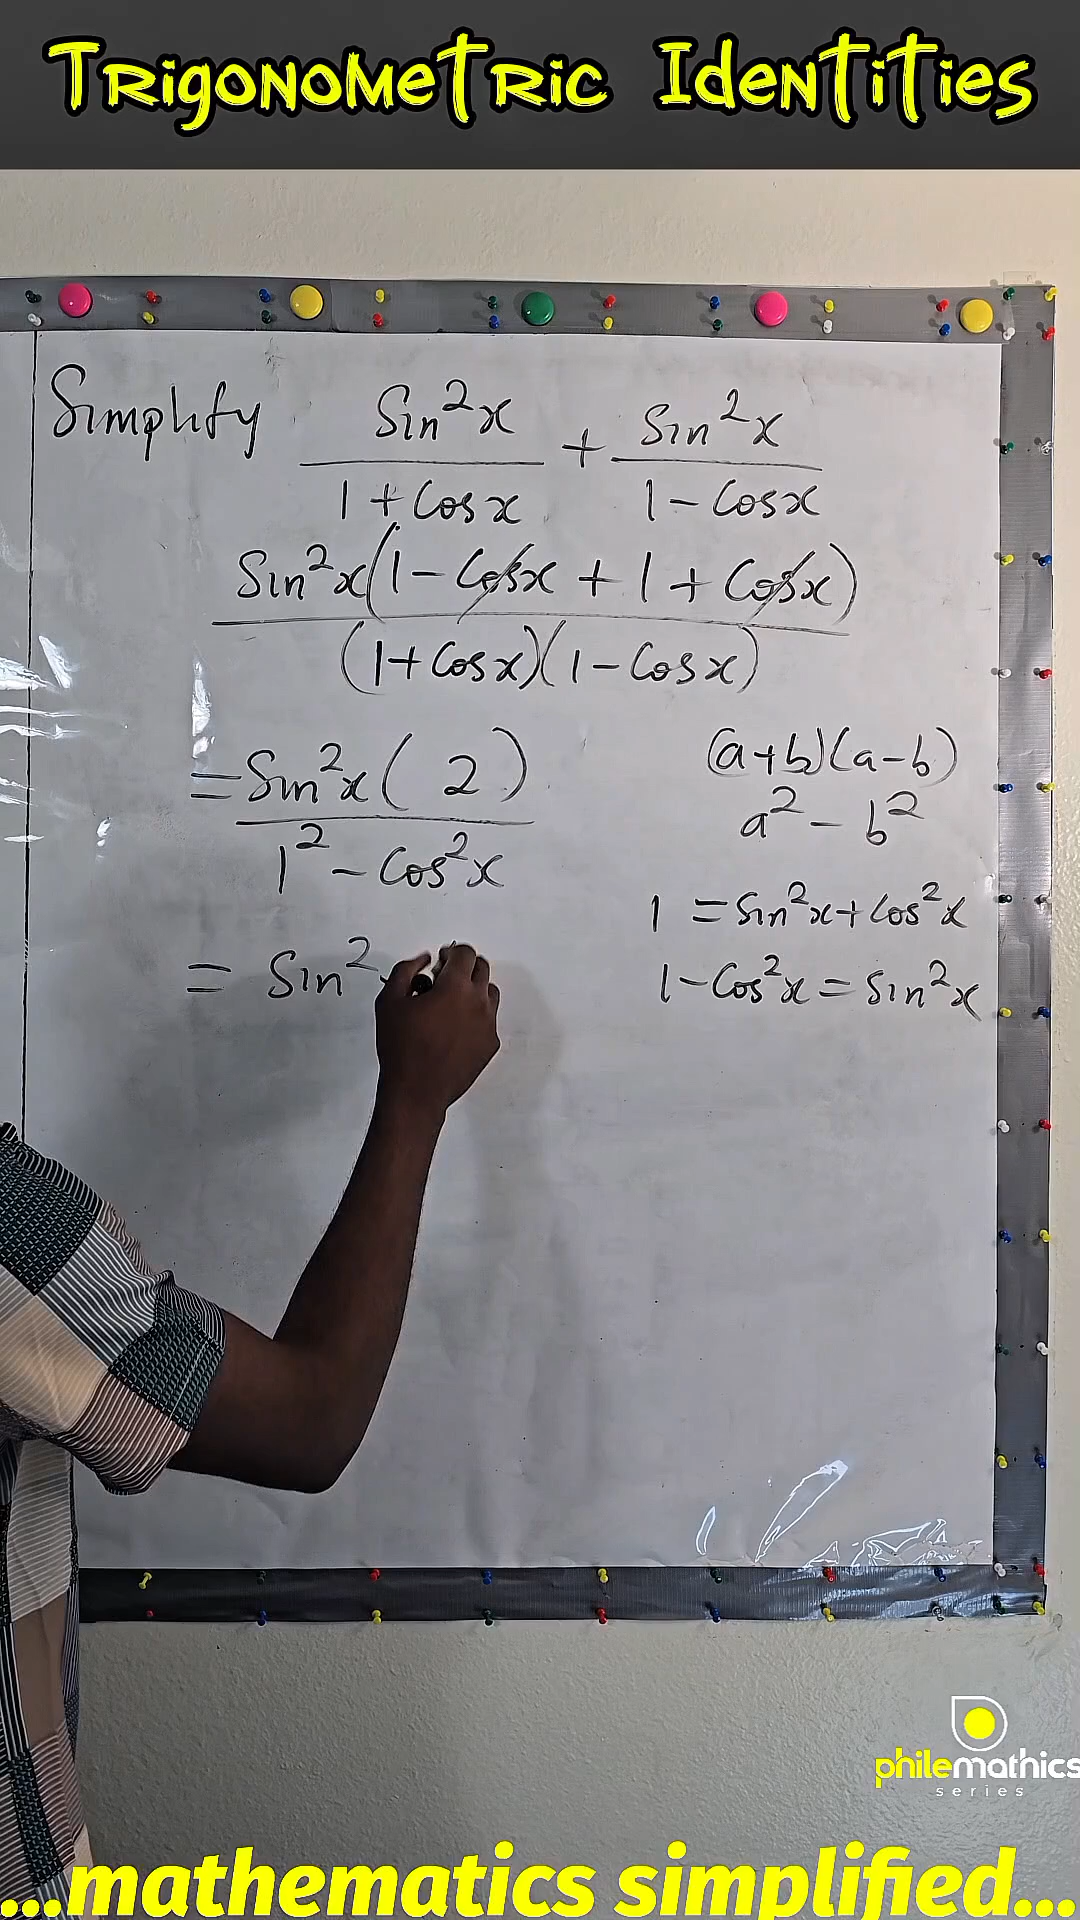 Trigonometric Identities
Simplify Sin²x/1+Cosx + Sin²x/1-Cosx
Sin²x(1-Cosx + 1 + Cosx)
(1+Cosx)(1-Cosx)
=Sin²x( 2 )
1² - Cos²x
(a+b)(a-b)
a² - b²
1 = Sin²x+Cos²x
1-Cos²x = Sin²x
= Sin²
philemathics
series
...mathematics simplified...